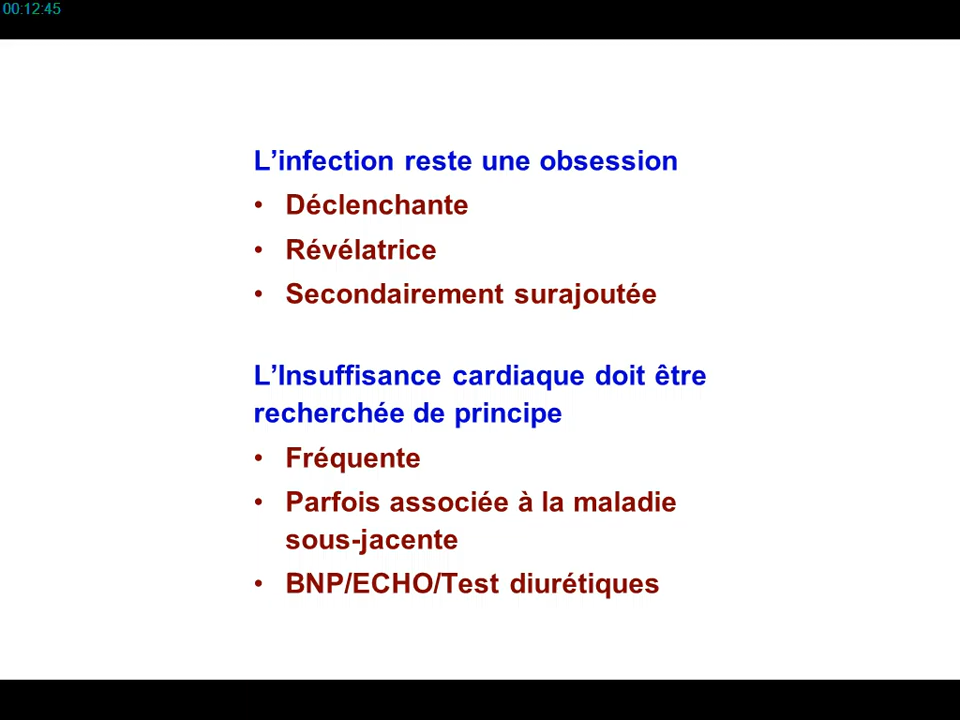 00:12:45
L’infection reste une obsession
• Déclenchante
• Révélatrice
• Secondairement surajoutée
L’Insuffisance cardiaque doit être
recherchée de principe
• Fréquente
• Parfois associée à la maladie
sous-jacente
• BNP/ECHO/Test diurétiques